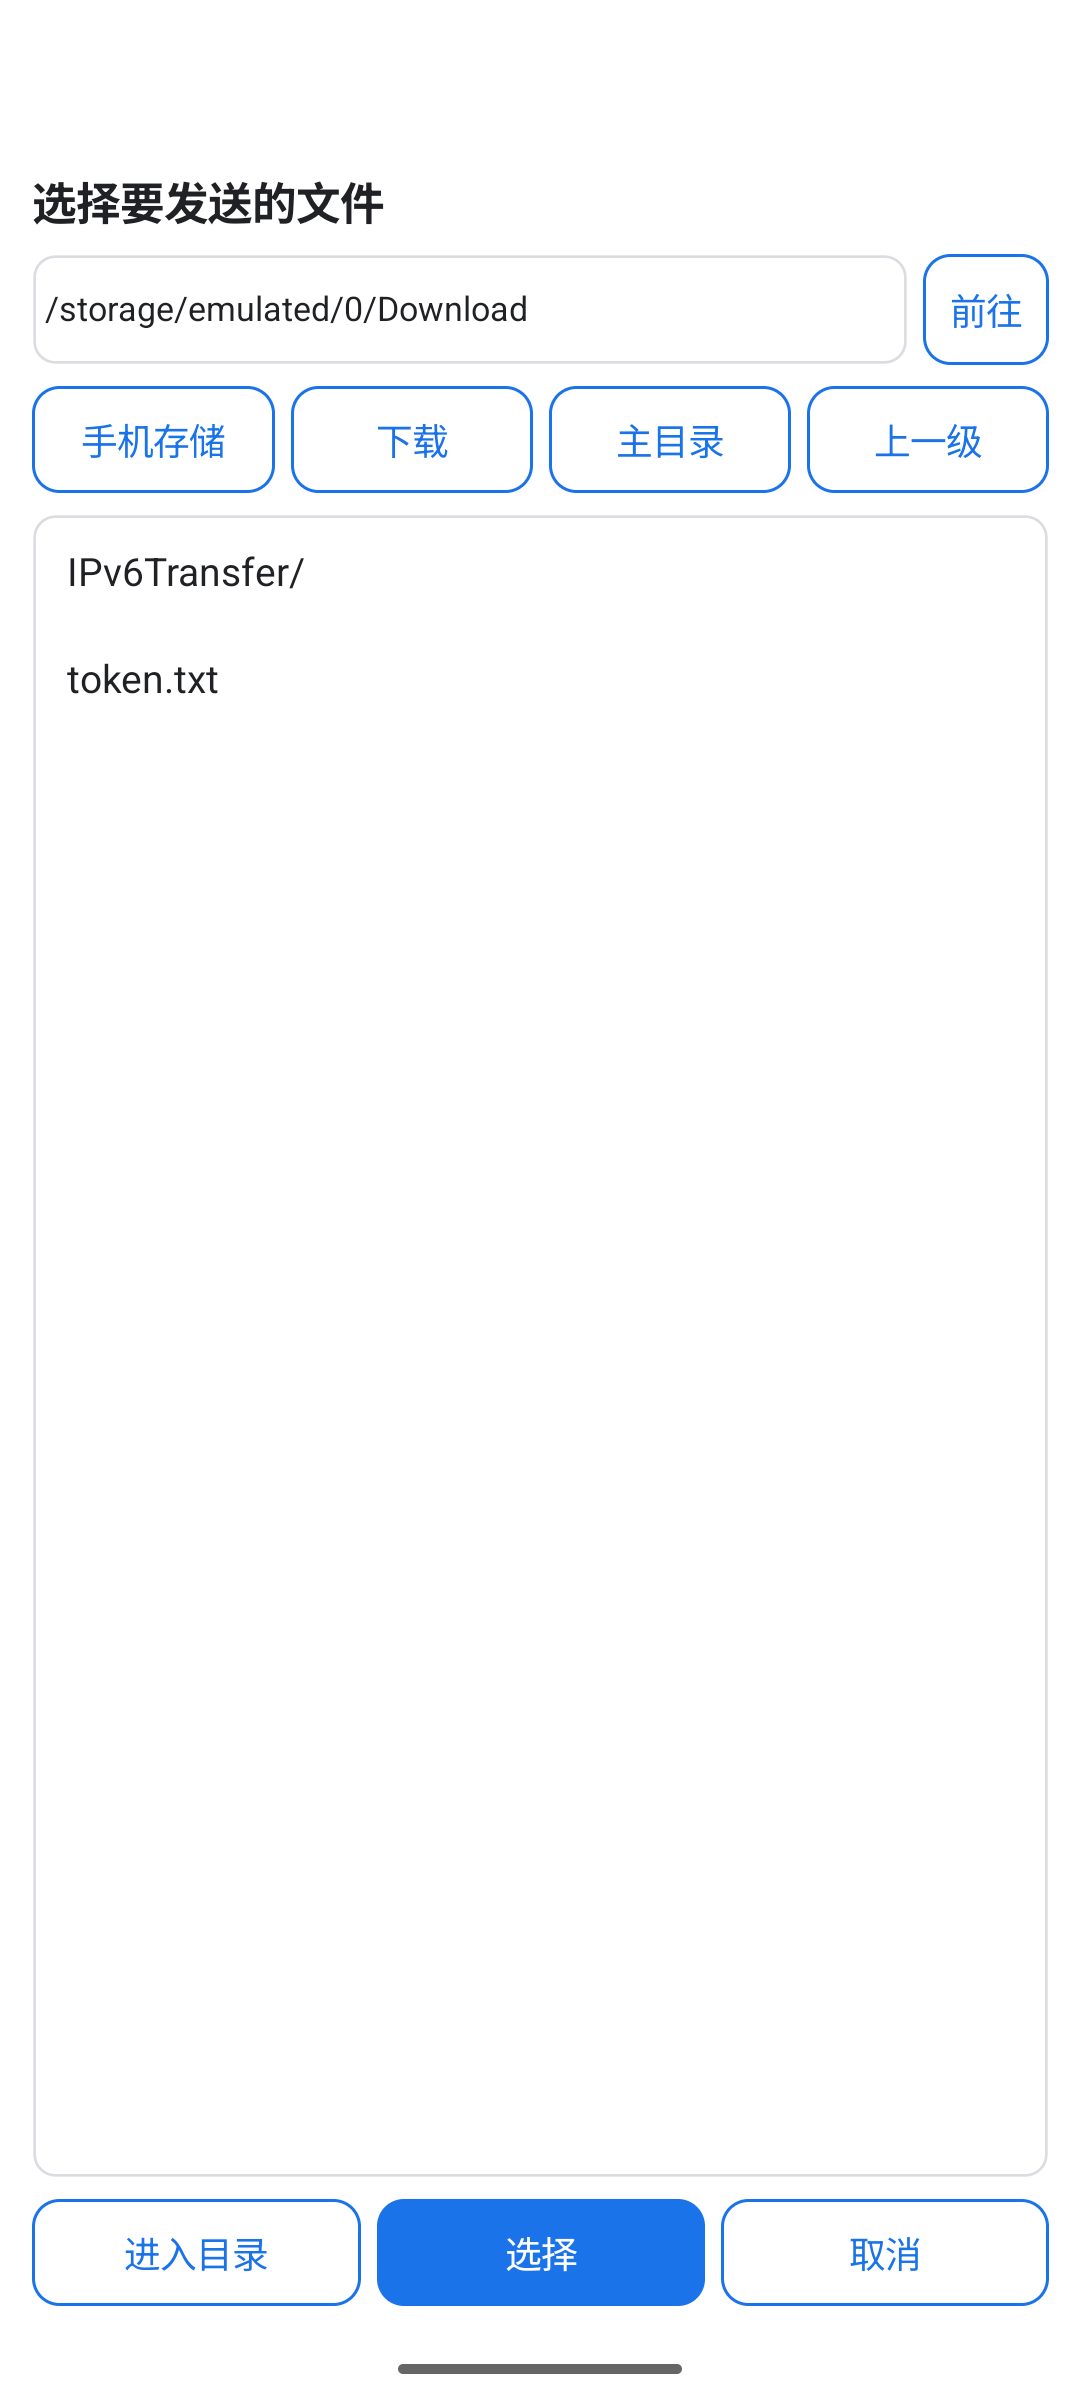 选择要发送的文件
/storage/emulated/0/Download
前往
手机存储 下载 主目录 上一级
IPv6Transfer/
token.txt
进入目录 选择 取消